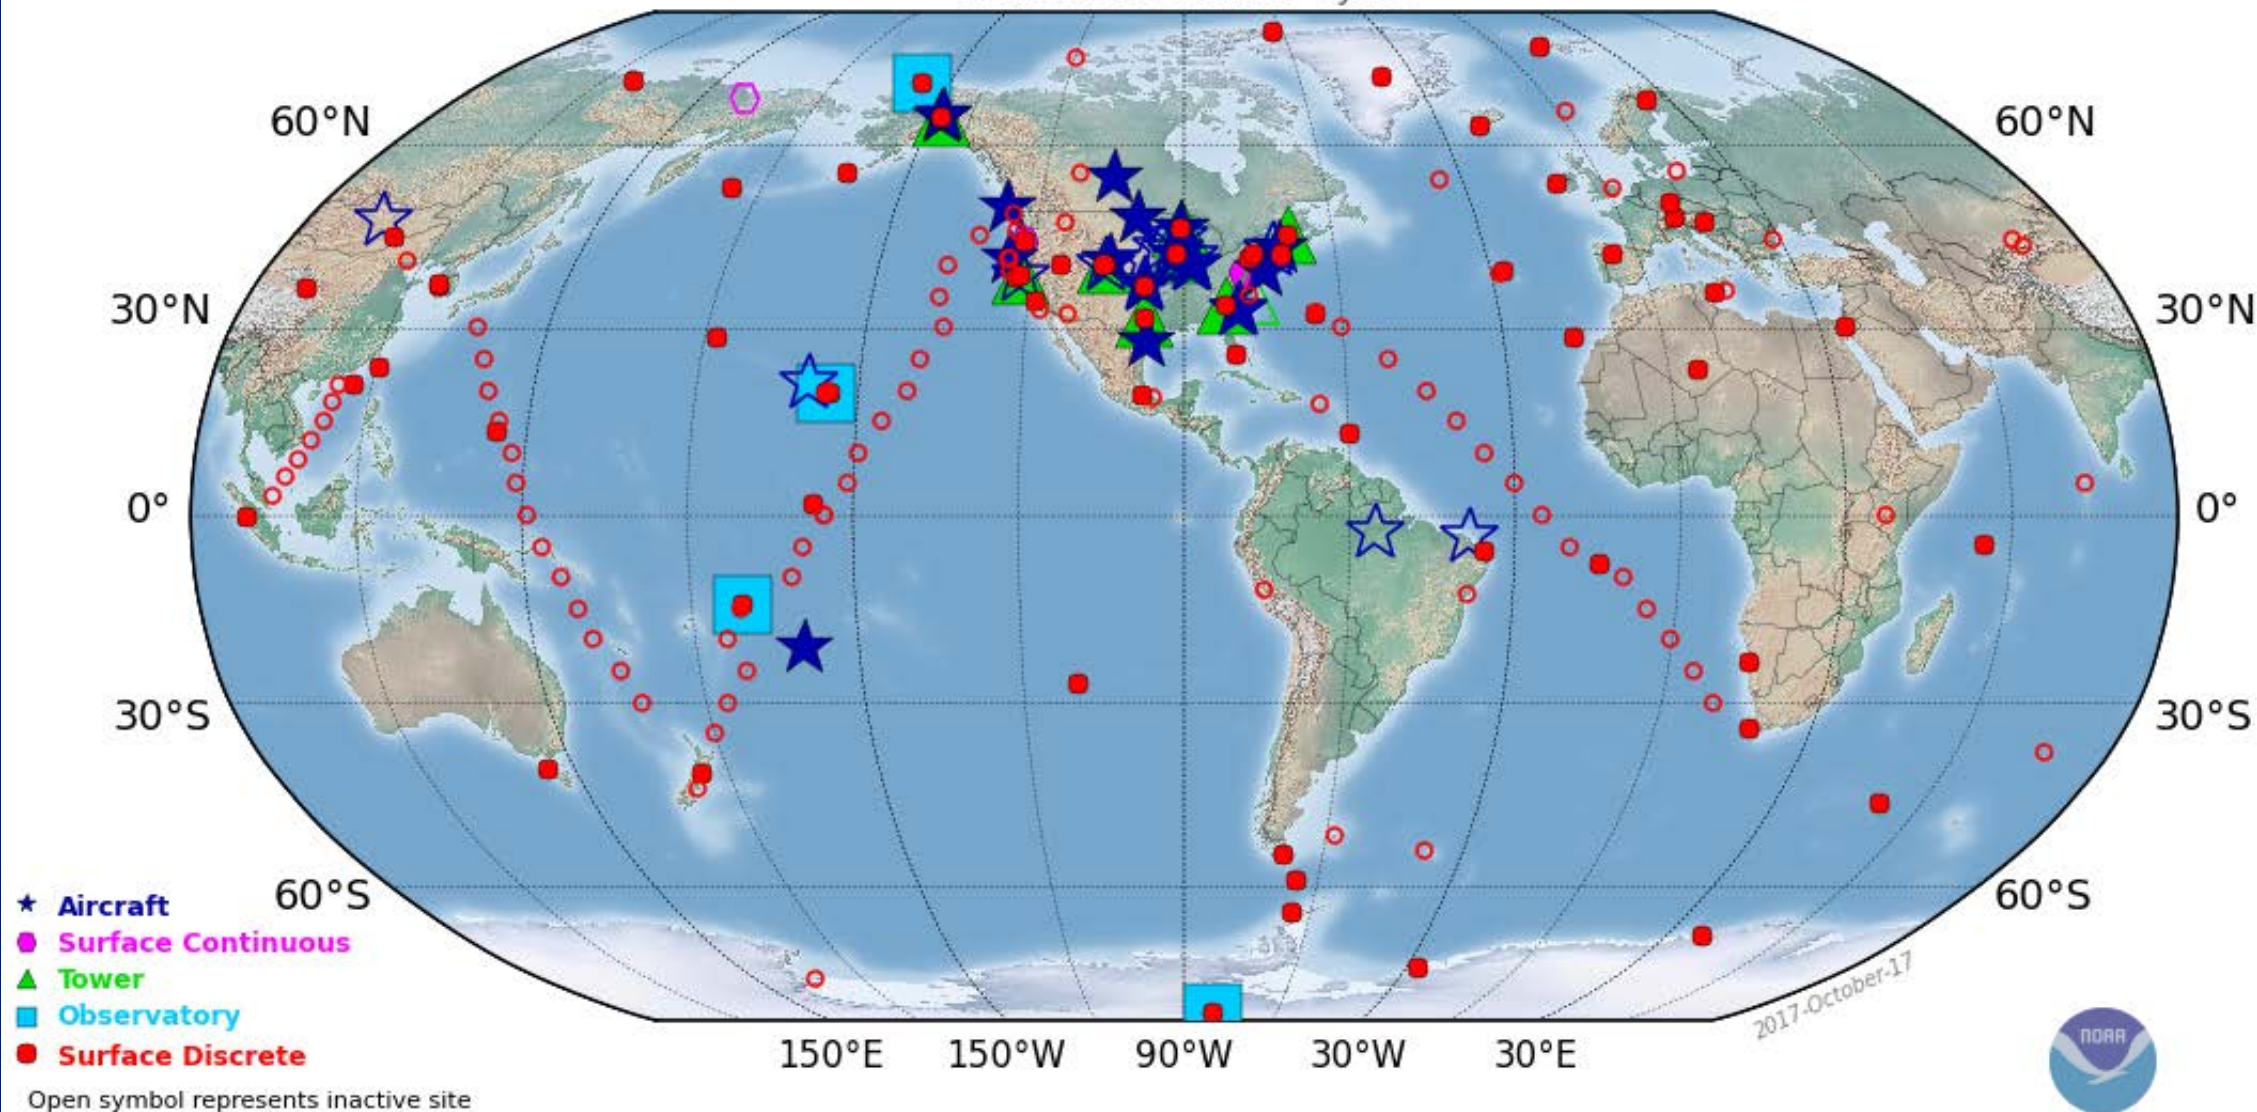 60°N
60°N
30°N
30°N
0°
0°
30°S
30°S
60°S
60°S
Aircraft
Surface Continuous
Tower
Observatory
Surface Discrete
Open symbol represents inactive site
150°E 150°W 90°W 30°W 30°E
2017-October-17
NOAA